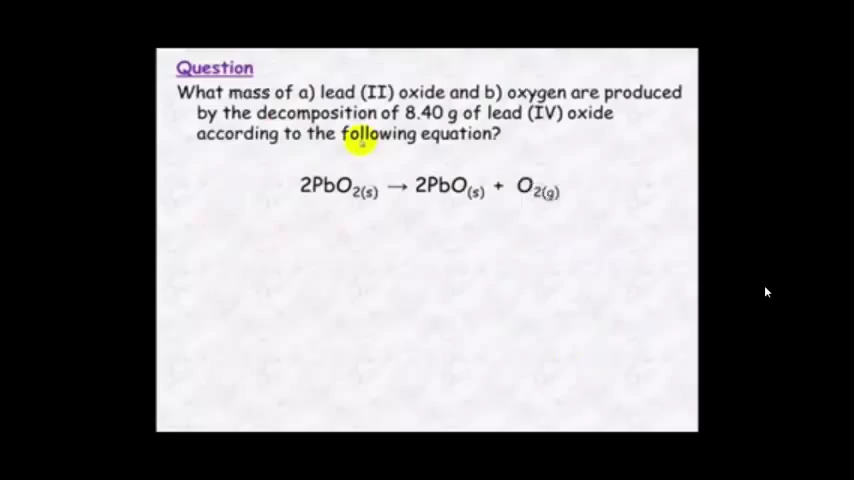 Question
What mass of a) lead (II) oxide and b) oxygen are produced
by the decomposition of 8.40 g of lead (IV) oxide
according to the following equation?
2PbO₂₍ₛ₎ → 2PbO₍ₛ₎ + O₂(g)